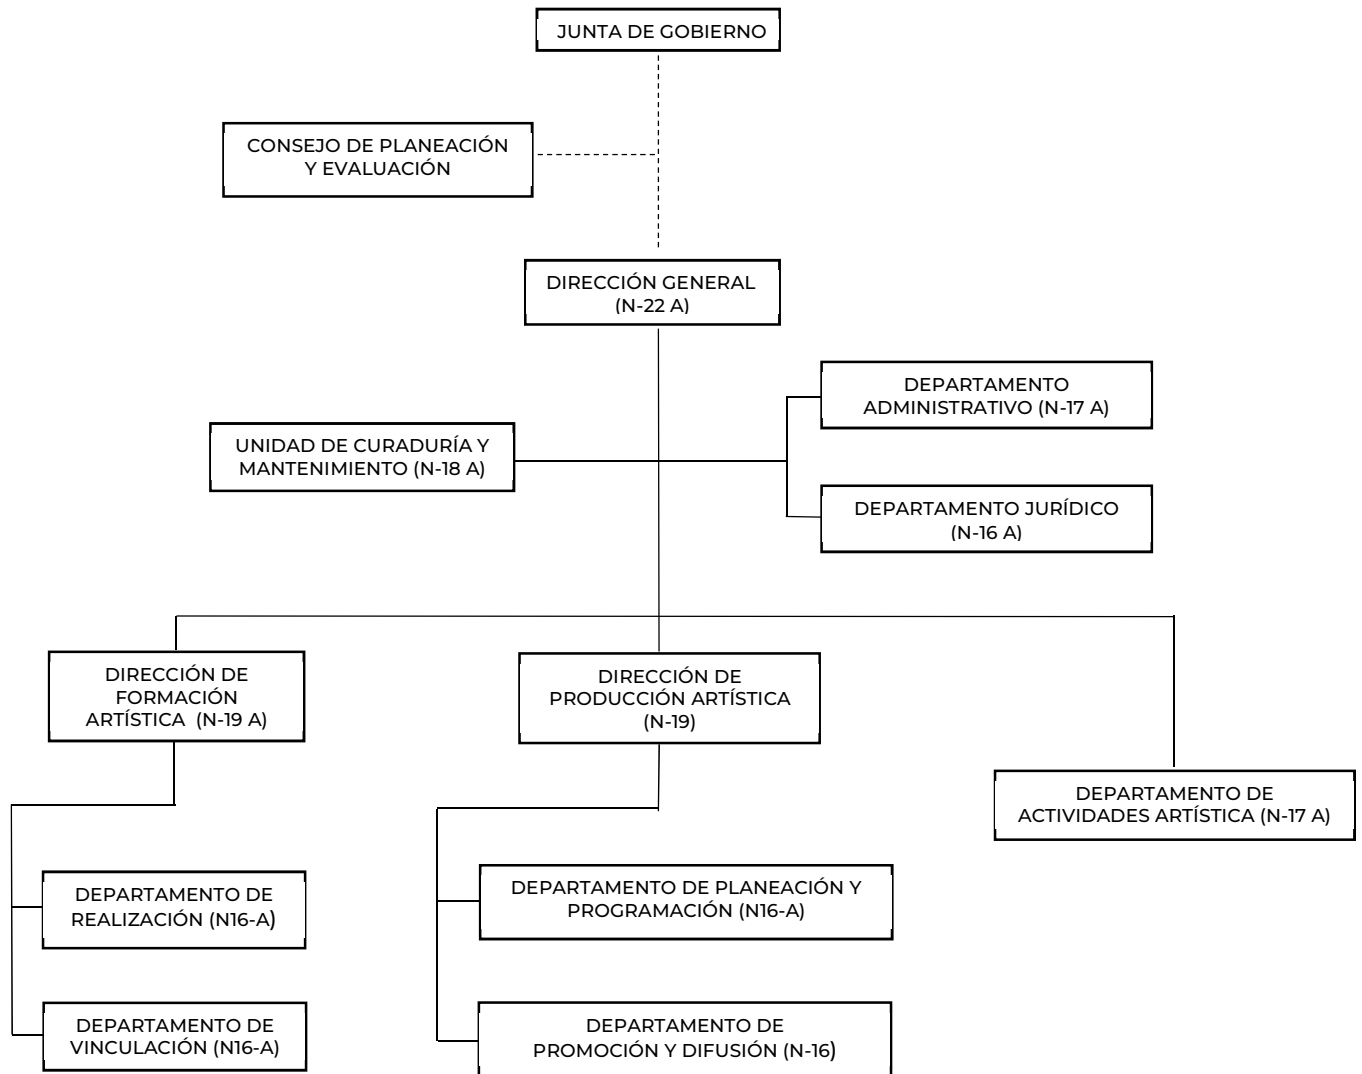 JUNTA DE GOBIERNO
CONSEJO DE PLANEACIÓN
Y EVALUACIÓN
DIRECCIÓN GENERAL
(N-22 A)
DEPARTAMENTO
ADMINISTRATIVO (N-17 A)
UNIDAD DE CURADURÍA Y
MANTENIMIENTO (N-18 A)
DEPARTAMENTO JURÍDICO
(N-16 A)
DIRECCIÓN DE
FORMACIÓN
ARTÍSTICA  (N-19 A)
DIRECCIÓN DE
PRODUCCIÓN ARTÍSTICA
(N-19)
DEPARTAMENTO DE
ACTIVIDADES ARTÍSTICA (N-17 A)
DEPARTAMENTO DE
REALIZACIÓN (N16-A)
DEPARTAMENTO DE PLANEACIÓN Y
PROGRAMACIÓN (N16-A)
DEPARTAMENTO DE
VINCULACIÓN (N16-A)
DEPARTAMENTO DE
PROMOCIÓN Y DIFUSIÓN (N-16)